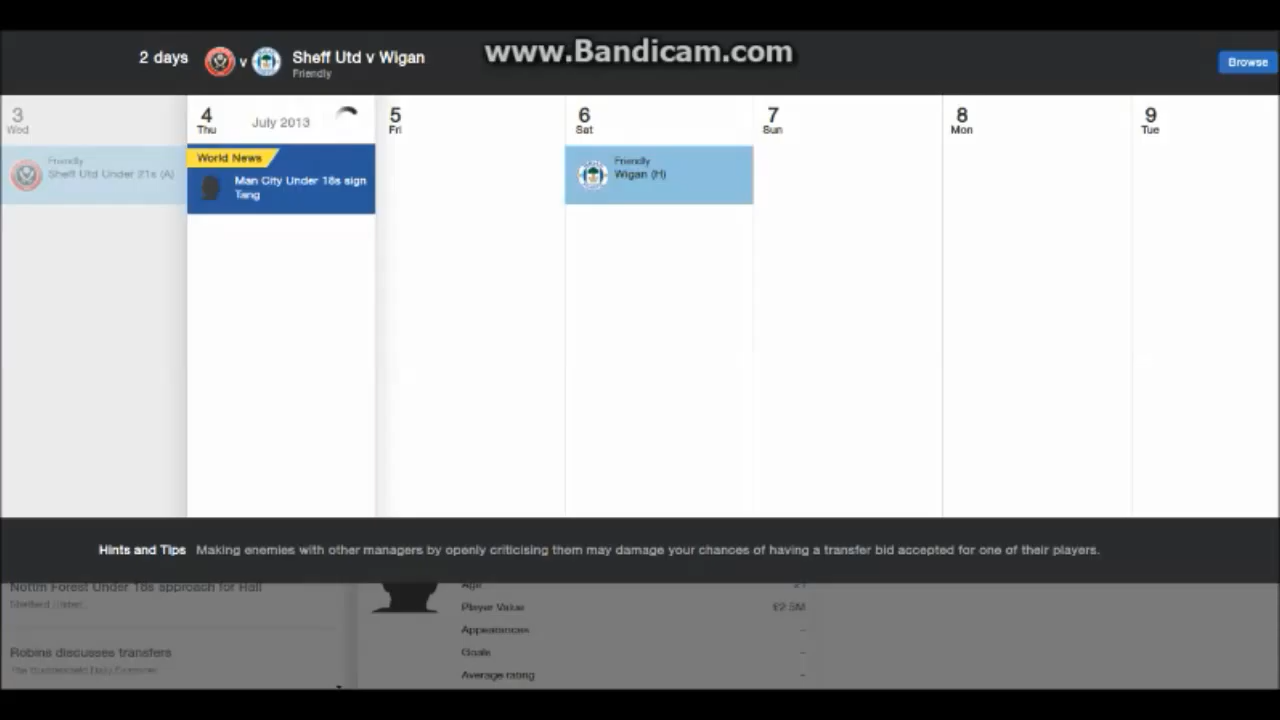 2 days
v
Sheff Utd v Wigan
Friendly
www.Bandicam.com
Browse
3
Wed
4
Thu
July 2013
5
Fri
6
Sat
7
Sun
8
Mon
9
Tue
Friendly
Sheff Utd Under 21s (A)
World News
Man City Under 18s sign
Tang
Friendly
Wigan (H)
Hints and Tips Making enemies with other managers by openly criticising them may damage your chances of having a transfer bid accepted for one of their players.
Nottm Forest Under 18s approach for Hall
Robins discusses transfers
Age
Player Value £2.5M
Appearances -
Goals -
Average rating -